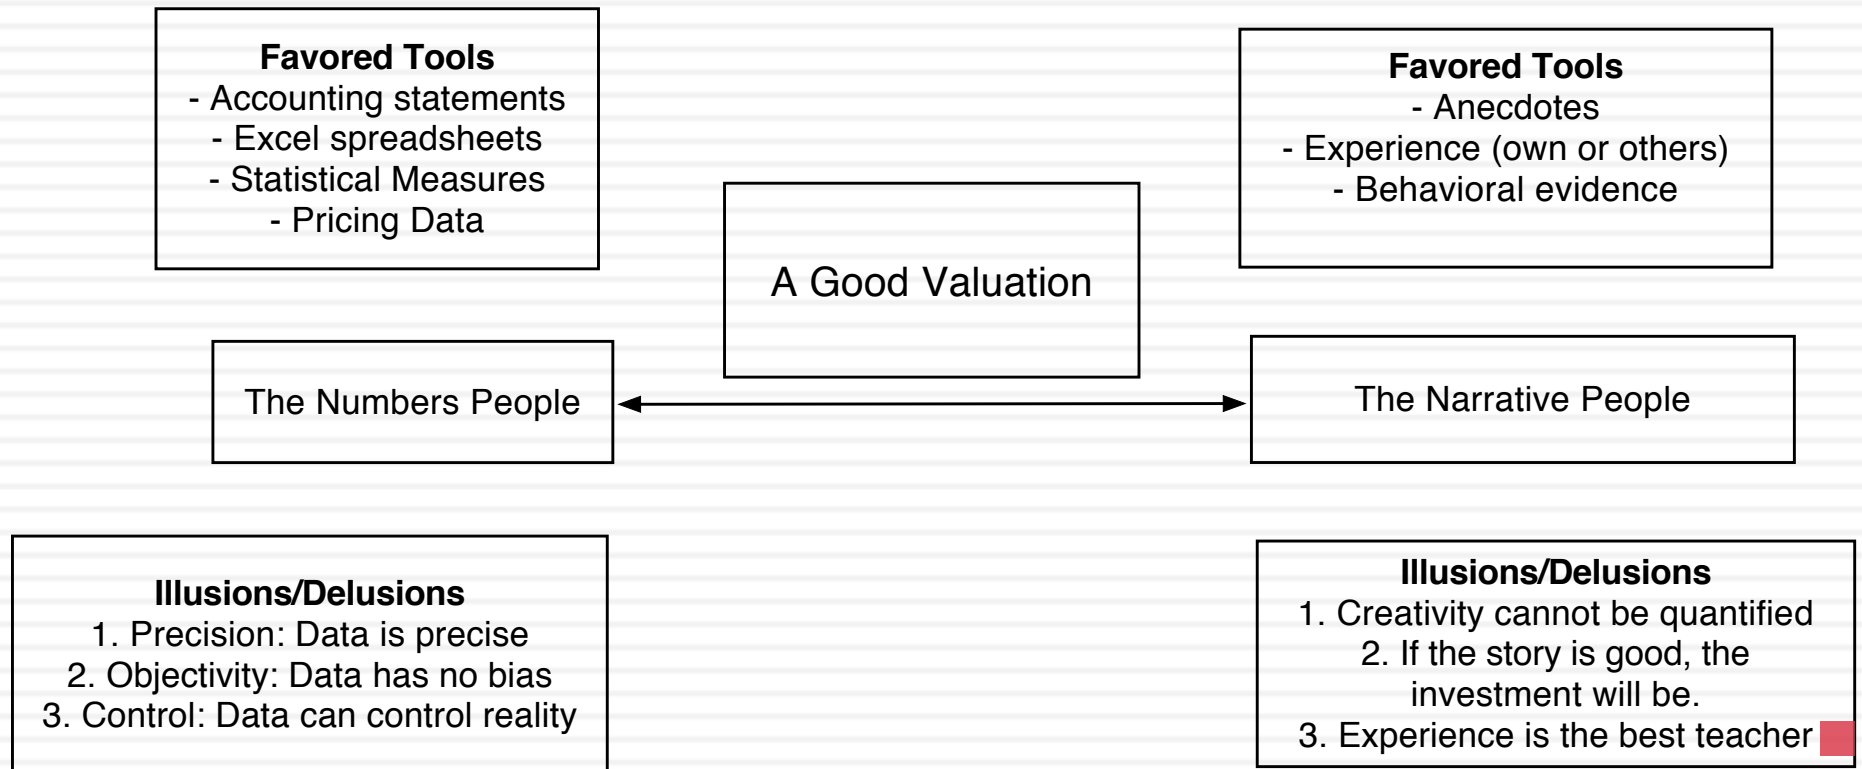 Favored Tools
- Accounting statements
- Excel spreadsheets
- Statistical Measures
- Pricing Data
Favored Tools
- Anecdotes
- Experience (own or others)
- Behavioral evidence
A Good Valuation
The Numbers People
The Narrative People
Illusions/Delusions
1. Precision: Data is precise
2. Objectivity: Data has no bias
3. Control: Data can control reality
Illusions/Delusions
1. Creativity cannot be quantified
2. If the story is good, the
investment will be.
3. Experience is the best teacher